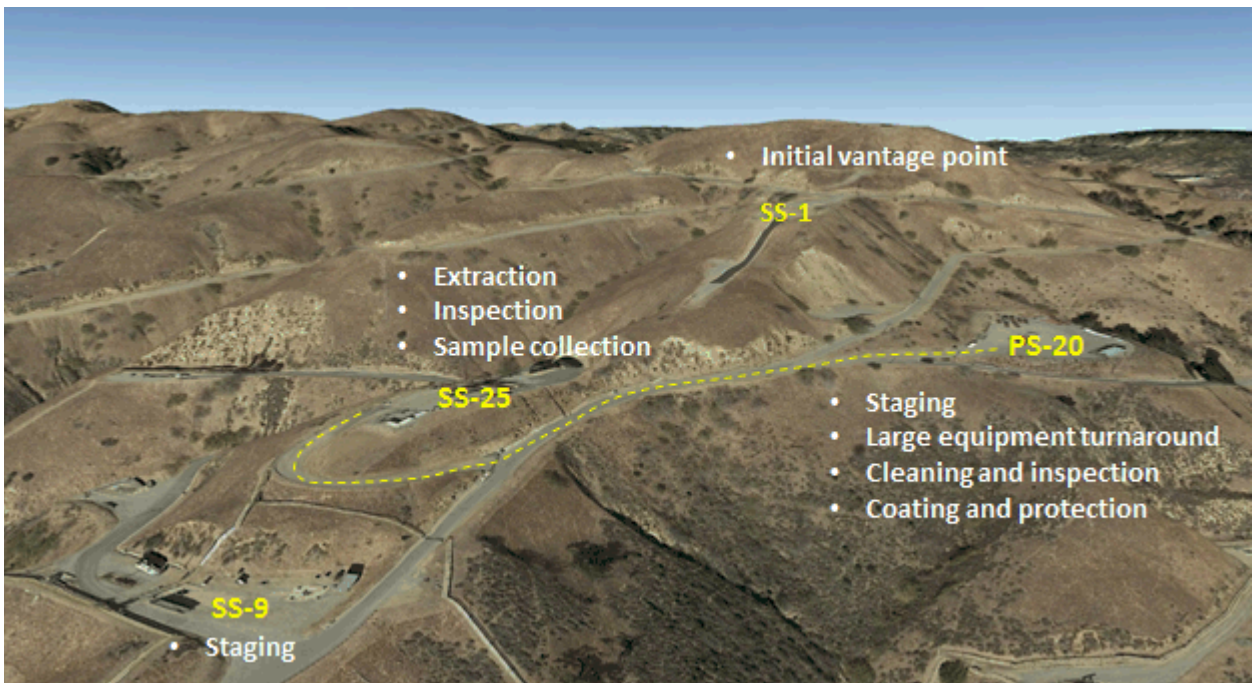 • Initial vantage point
SS-1
• Extraction
• Inspection
• Sample collection
SS-25
PS-20
• Staging
• Large equipment turnaround
• Cleaning and inspection
• Coating and protection
SS-9
• Staging